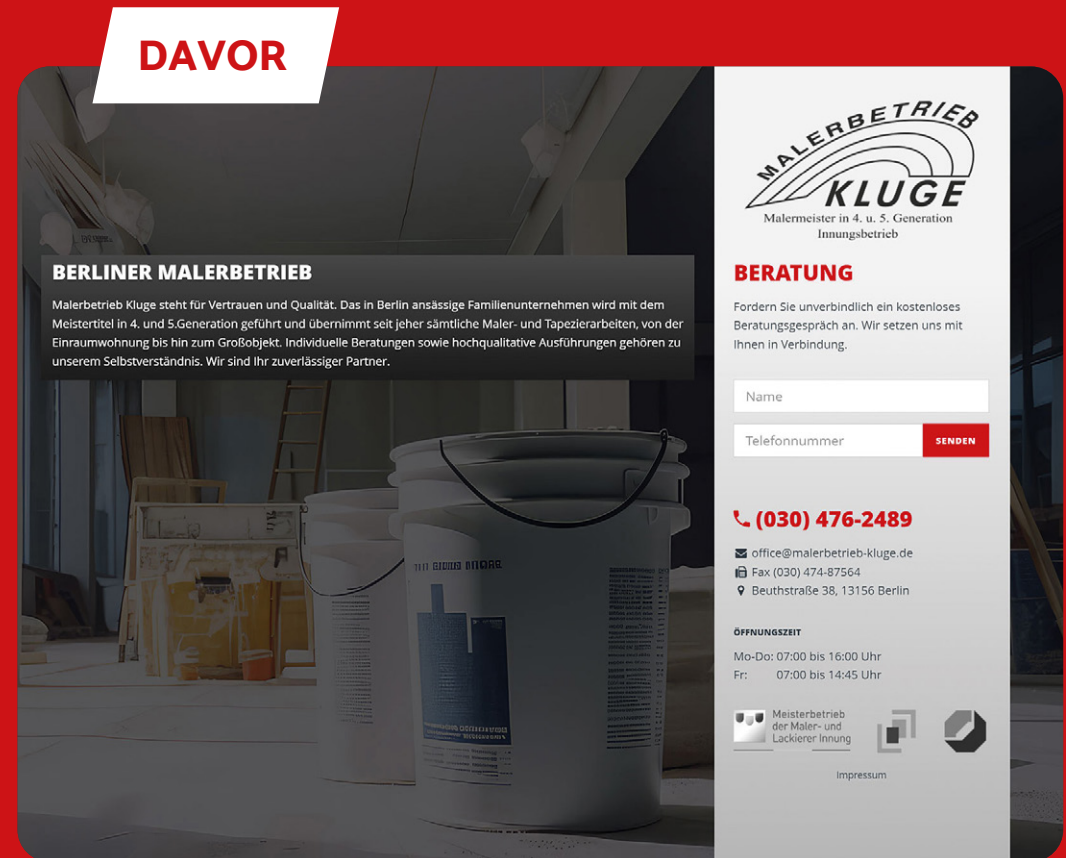 DAVOR
MALERBETRIEB
KLUGE
Malermeister in 4. u. 5. Generation
Innungsbetrieb
BERLINER MALERBETRIEB
Malerbetrieb Kluge steht für Vertrauen und Qualität. Das in Berlin ansässige Familienunternehmen wird mit dem
Meistertitel in 4. und 5.Generation geführt und übernimmt seit jeher sämtliche Maler- und Tapezierarbeiten, von der
Einraumwohnung bis hin zum Großobjekt. Individuelle Beratungen sowie hochqualitative Ausführungen gehören zu
unserem Selbstverständnis. Wir sind Ihr zuverlässiger Partner.
BERATUNG
Fordern Sie unverbindlich ein kostenloses
Beratungsgespräch an. Wir setzen uns mit
Ihnen in Verbindung.
Name
Telefonnummer
SENDEN
(030) 476-2489
office@malerbetrieb-kluge.de
Fax (030) 474-87564
Beuthstraße 38, 13156 Berlin
ÖFFNUNGSZEIT
Mo-Do: 07:00 bis 16:00 Uhr
Fr: 07:00 bis 14:45 Uhr
Meisterbetrieb
der Maler- und
Lackierer Innung
Impressum